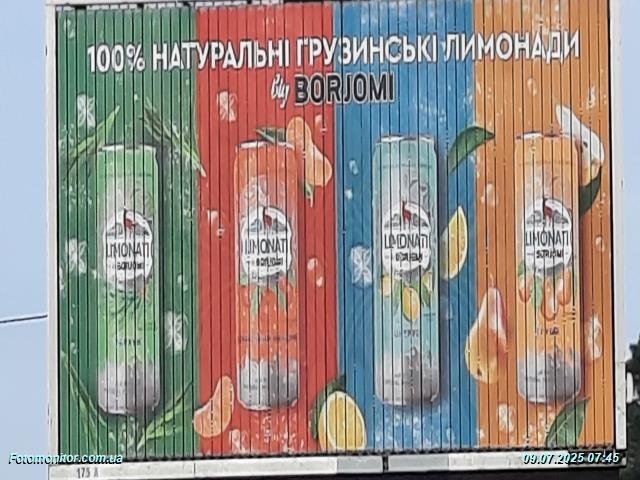 100% НАТУРАЛЬНІ ГРУЗИНСЬКІ ЛИМОНАДИ
by BORJOMI
LIMONATI
BORJOMI
LIMONATI
BORJOMI
LIMONATI
BORJOMI
LIMONATI
BORJOMI
Fotomonitor.com.ua
175 A
09.07.2025 07:45